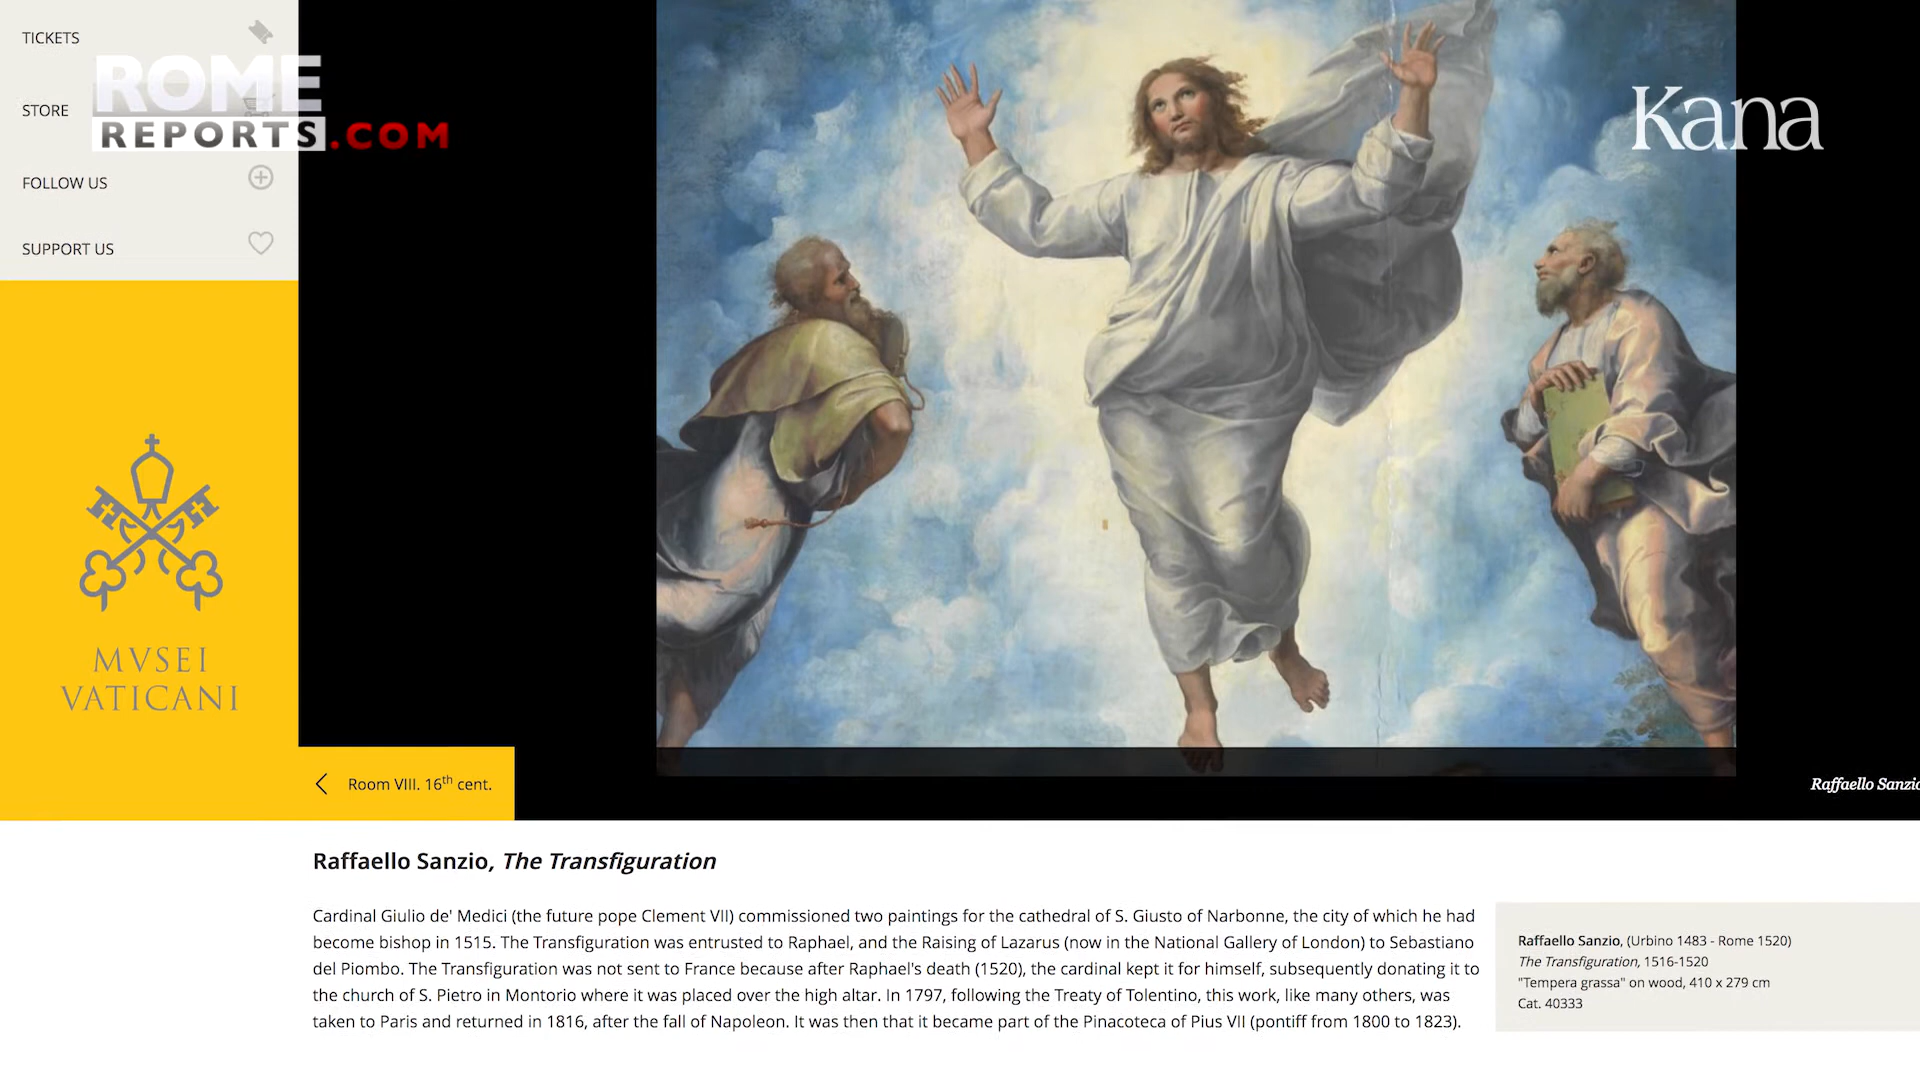 TICKETS
ROME
REPORTS.COM
STORE
FOLLOW US
SUPPORT US
Kana
MVSEI
VATICANI
Room VIII. 16th cent.
Raffaello Sanzio
Raffaello Sanzio, The Transfiguration
Cardinal Giulio de' Medici (the future pope Clement VII) commissioned two paintings for the cathedral of S. Giusto of Narbonne, the city of which he had
become bishop in 1515. The Transfiguration was entrusted to Raphael, and the Raising of Lazarus (now in the National Gallery of London) to Sebastiano
del Piombo. The Transfiguration was not sent to France because after Raphael's death (1520), the cardinal kept it for himself, subsequently donating it to
the church of S. Pietro in Montorio where it was placed over the high altar. In 1797, following the Treaty of Tolentino, this work, like many others, was
taken to Paris and returned in 1816, after the fall of Napoleon. It was then that it became part of the Pinacoteca of Pius VII (pontiff from 1800 to 1823).
Raffaello Sanzio, (Urbino 1483 - Rome 1520)
The Transfiguration, 1516-1520
"Tempera grassa" on wood, 410 x 279 cm
Cat. 40333